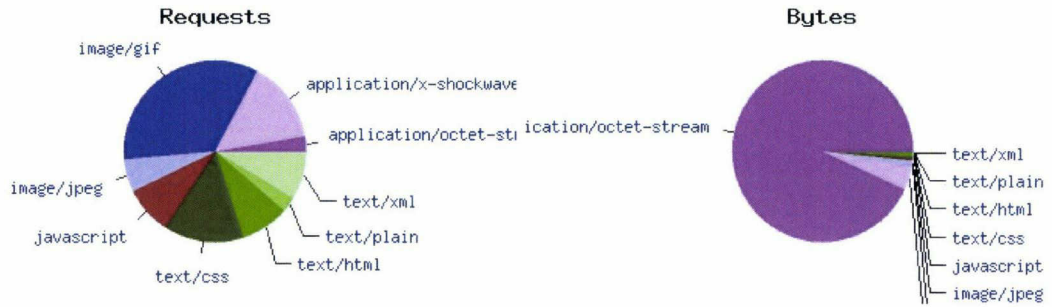 Requests
image/gif
application/x-shockwave
application/octet-st
image/jpeg
text/xml
javascript
text/plain
text/html
text/css
Bytes
ication/octet-stream
text/xml
text/plain
text/html
text/css
javascript
image/jpeg